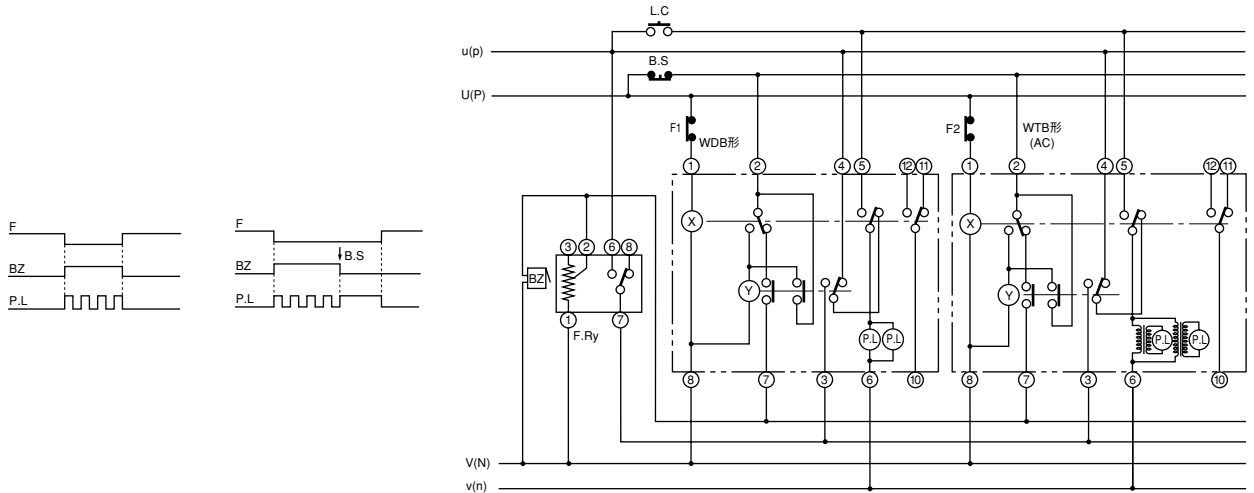 L.C
u(p)
B.S
U(P)
F1
WDB形
F2
WTB形
(AC)
1 2 4 5 12 11 1 2 4 5 12 11
X X
F
BZ
P.L
F
B.S
BZ
P.L
3 2 6 8
BZ
1 7
F.Ry
Y Y
P.L P.L P.L P.L
8 7 3 6 10 8 7 3 6 10
V(N)
v(n)